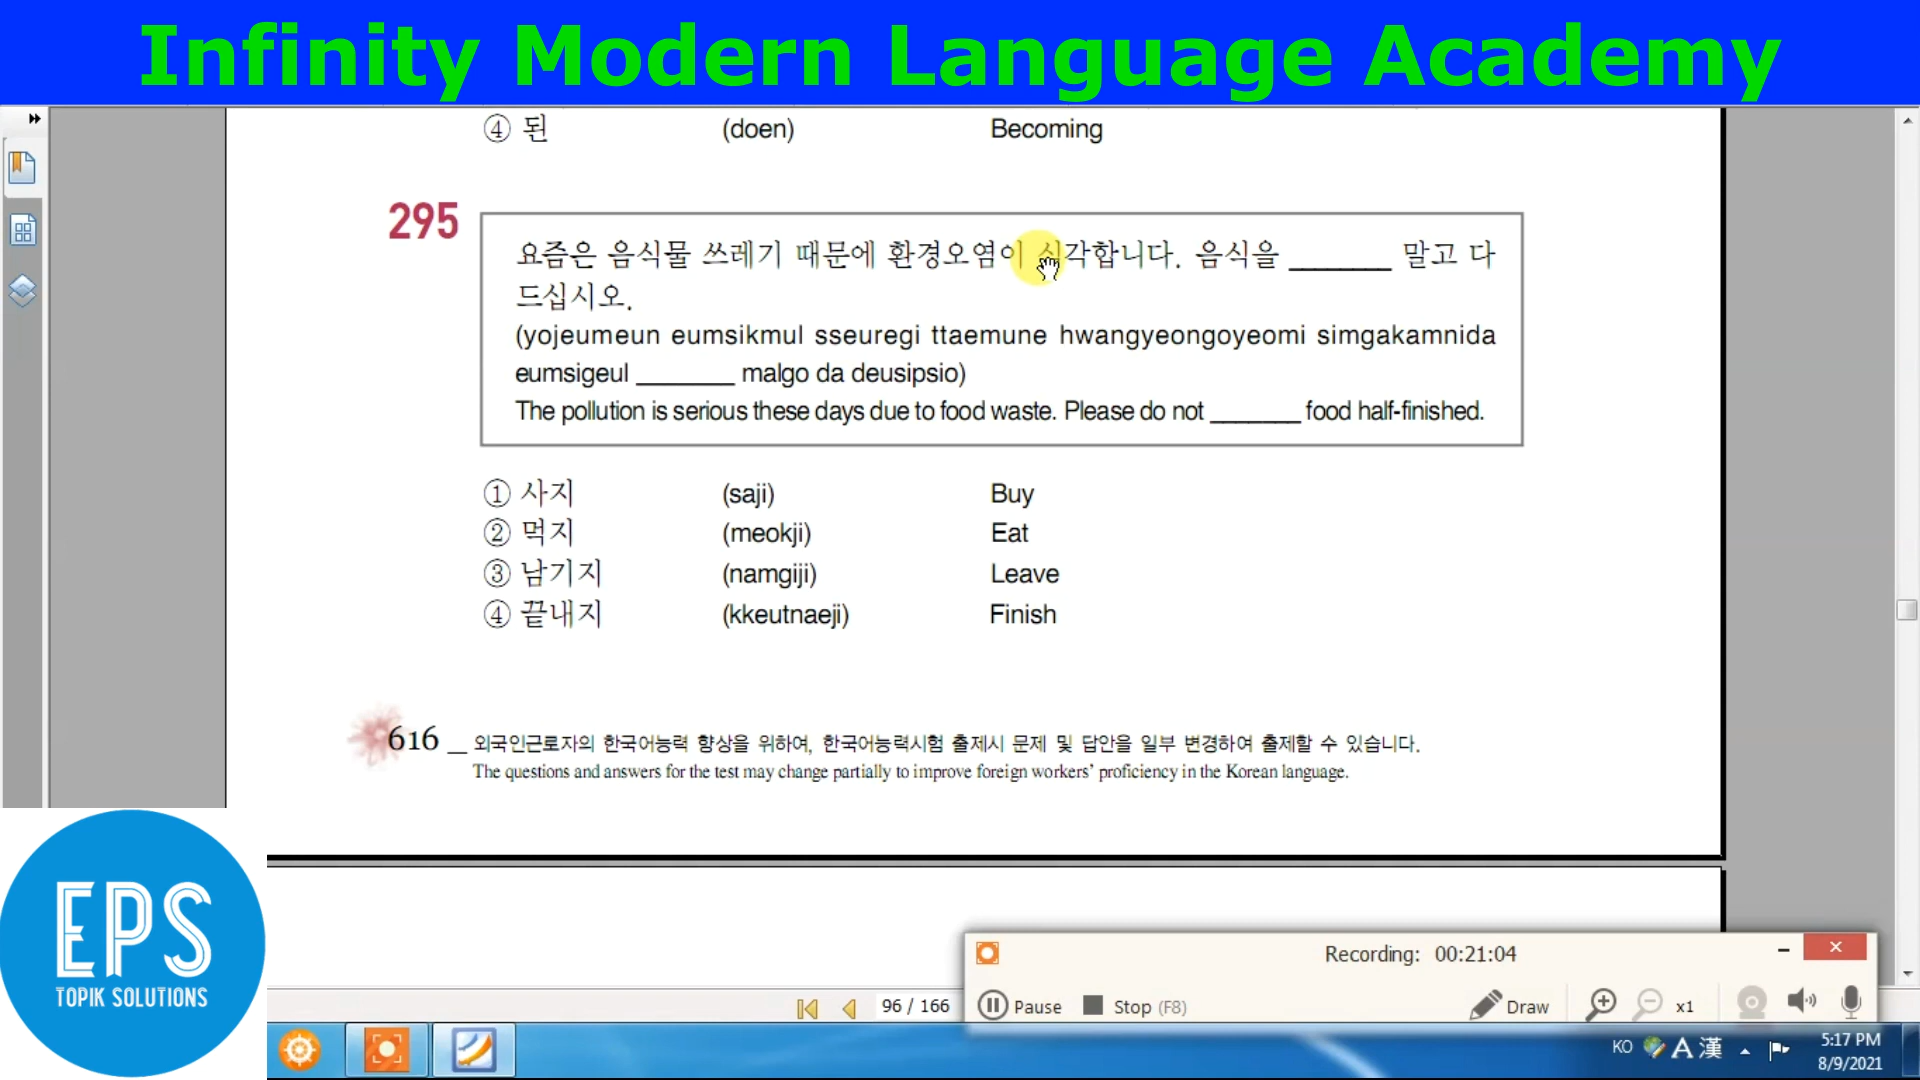 Infinity Modern Language Academy
④ 된 (doen) Becoming
295
요즘은 음식물 쓰레기 때문에 환경오염이 심각합니다. 음식을 _______ 말고 다
드십시오.
(yojeumeun eumsikmul sseuregi ttaemune hwangyeongoyeomi simgakamnida
eumsigeul _______ malgo da deusipsio)
The pollution is serious these days due to food waste. Please do not _______ food half-finished.
① 사지 (saji) Buy
② 먹지 (meokji) Eat
③ 남기지 (namgiji) Leave
④ 끝내지 (kkeutnaeji) Finish
616 _ 외국인근로자의 한국어능력 향상을 위하여, 한국어능력시험 출제시 문제 및 답안을 일부 변경하여 출제할 수 있습니다.
The questions and answers for the test may change partially to improve foreign workers' proficiency in the Korean language.
EPS
TOPIK SOLUTIONS
Recording: 00:21:04
96 / 166
Pause Stop (F8) Draw x1
KO A 漢
5:17 PM
8/9/2021